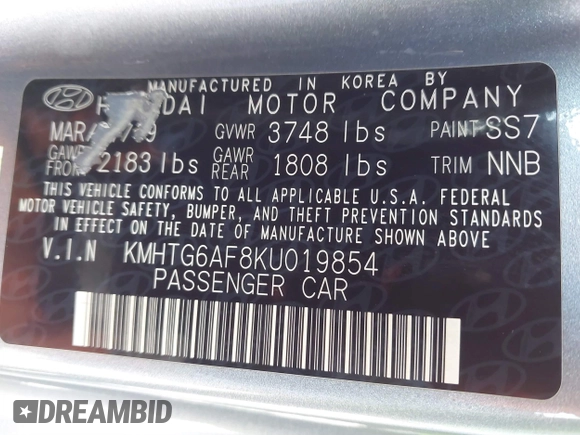 MANUFACTURED IN KOREA BY
MOTOR COMPANY
MAR GVWR 3748 lbs PAINT SS7
2183 lbs GAWR REAR 1808 lbs TRIM NNB
THIS VEHICLE CONFORMS TO ALL APPLICABLE U.S.A. FEDERAL
MOTOR VEHICLE SAFETY, BUMPER, AND THEFT PREVENTION STANDARDS
IN EFFECT ON THE DATE OF MANUFACTURE SHOWN ABOVE.
V.I.N KMHTG6AF8KU019854
PASSENGER CAR
DREAMBID